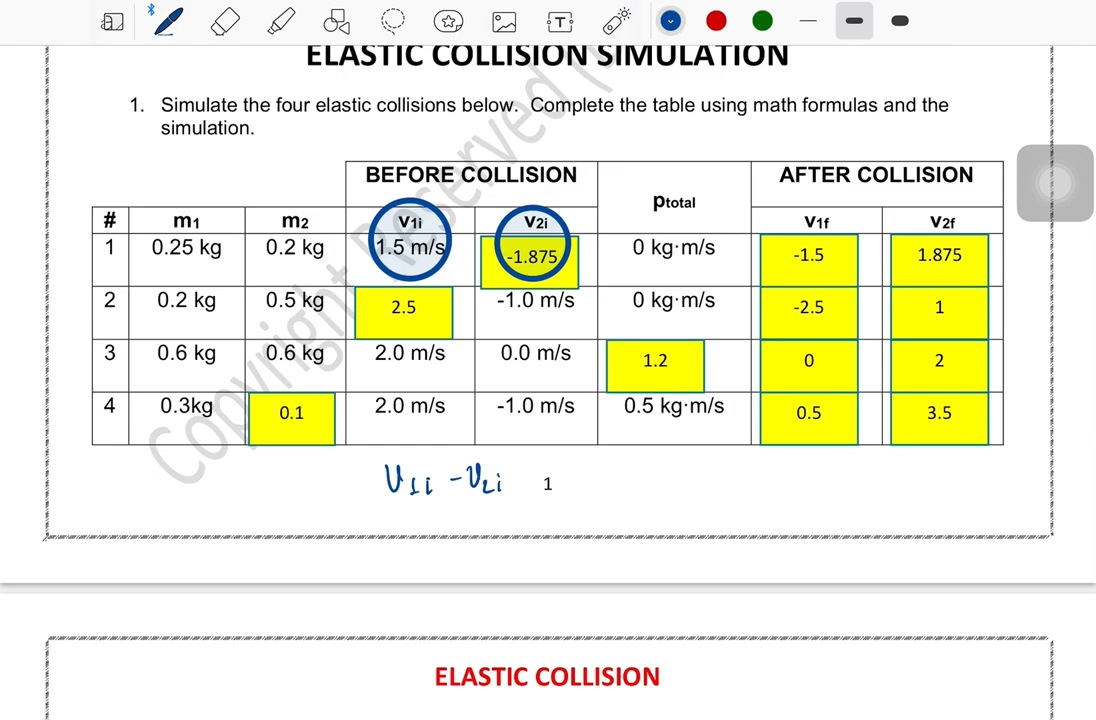 ELASTIC COLLISION SIMULATION
1. Simulate the four elastic collisions below. Complete the table using math formulas and the
simulation.
BEFORE COLLISION ptotal AFTER COLLISION
# m1 m2 v1i v2i v1f v2f
1 0.25 kg 0.2 kg 1.5 m/s -1.875 0 kg·m/s -1.5 1.875
2 0.2 kg 0.5 kg 2.5 -1.0 m/s 0 kg·m/s -2.5 1
3 0.6 kg 0.6 kg 2.0 m/s 0.0 m/s 1.2 0 2
4 0.3kg 0.1 2.0 m/s -1.0 m/s 0.5 kg·m/s 0.5 3.5
v1i - v2i 1
Copyright Reserved
ELASTIC COLLISION